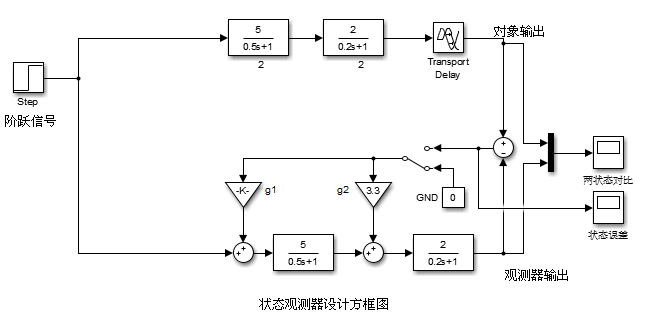 5
0.5s+1
2
2
0.2s+1
2
Transport
Delay
对象输出
Step
阶跃信号
+
−
两状态对比
-K-
g1
g2
3.3
GND
0
状态误差
+
+
5
0.5s+1
+
+
2
0.2s+1
观测器输出
状态观测器设计方框图